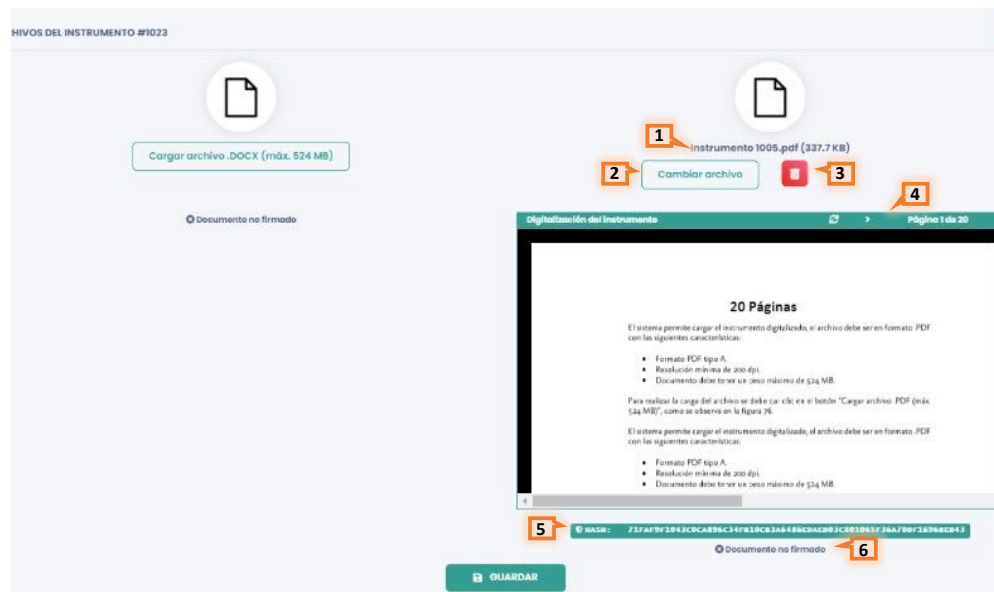 HIVOS DEL INSTRUMENTO #1023
Cargar archivo .DOCX (máx. 524 MB)
Documento no firmado
1
Instrumento 1005.pdf (337.7 KB)
2
Cambiar archivo
3
4
Digitalización del instrumento
Página 1 de 20
20 Páginas
El sistema permite cargar el instrumento digitalizado, el archivo debe ser en formato .PDF
con las siguientes características:
• Formato PDF tipo A.
• Resolución mínima de 200 dpi.
• Documento debe tener un peso máximo de 524 MB.
Para realizar la carga del archivo se debe dar clic en el botón "Cargar archivo .PDF (máx.
524 MB)", como se observa en la figura 76.
El sistema permite cargar el instrumento digitalizado, el archivo debe ser en formato .PDF
con las siguientes características:
• Formato PDF tipo A.
• Resolución mínima de 200 dpi.
• Documento debe tener un peso máximo de 524 MB.
5
HASH:
Documento no firmado
6
GUARDAR